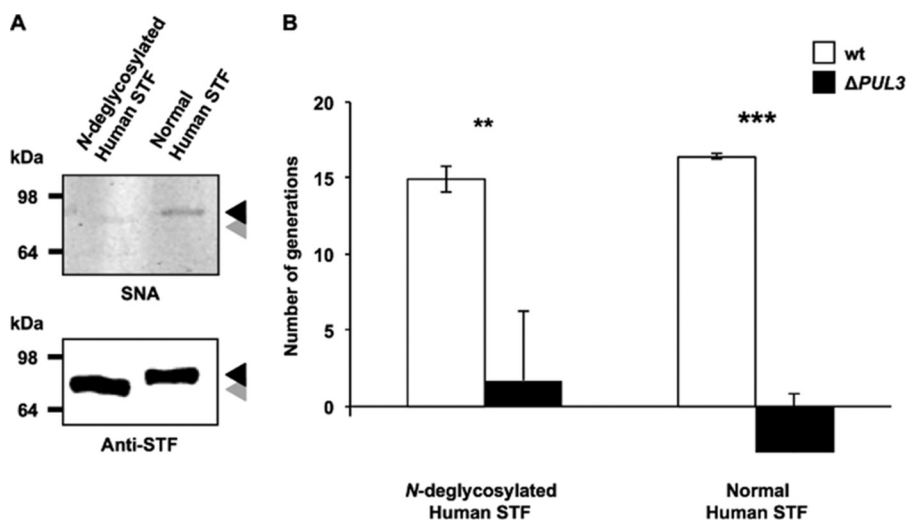 A
N-deglycosylated
Human STF
Normal
Human STF
kDa
98
64
SNA
kDa
98
64
Anti-STF
B
wt
ΔPUL3
Number of generations
20
15
10
5
0
**
***
N-deglycosylated
Human STF
Normal
Human STF